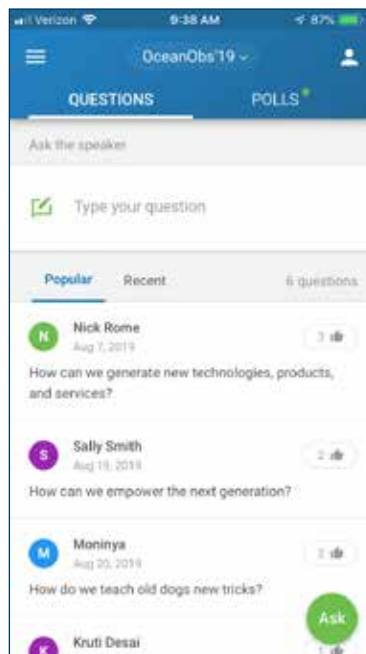 Verizon 9:38 AM 87%
OceanObs'19
QUESTIONS POLLS
Ask the speaker
Type your question
Popular Recent 6 questions
N Nick Rome 3
Aug 7, 2019
How can we generate new technologies, products,
and services?
S Sally Smith 2
Aug 19, 2019
How can we empower the next generation?
M Moninya 2
Aug 20, 2019
How do we teach old dogs new tricks?
Ask
K Kruti Desai 1